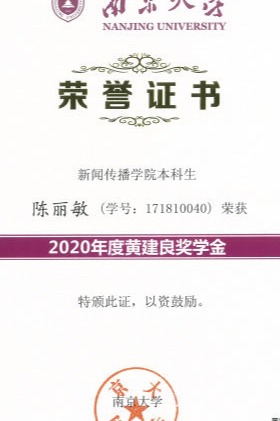 南京大学
NANJING UNIVERSITY
荣誉证书
新闻传播学院本科生
陈丽敏 (学号: 171810040) 荣获
2020年度黄建良奖学金
特颁此证，以资鼓励。
南京大学